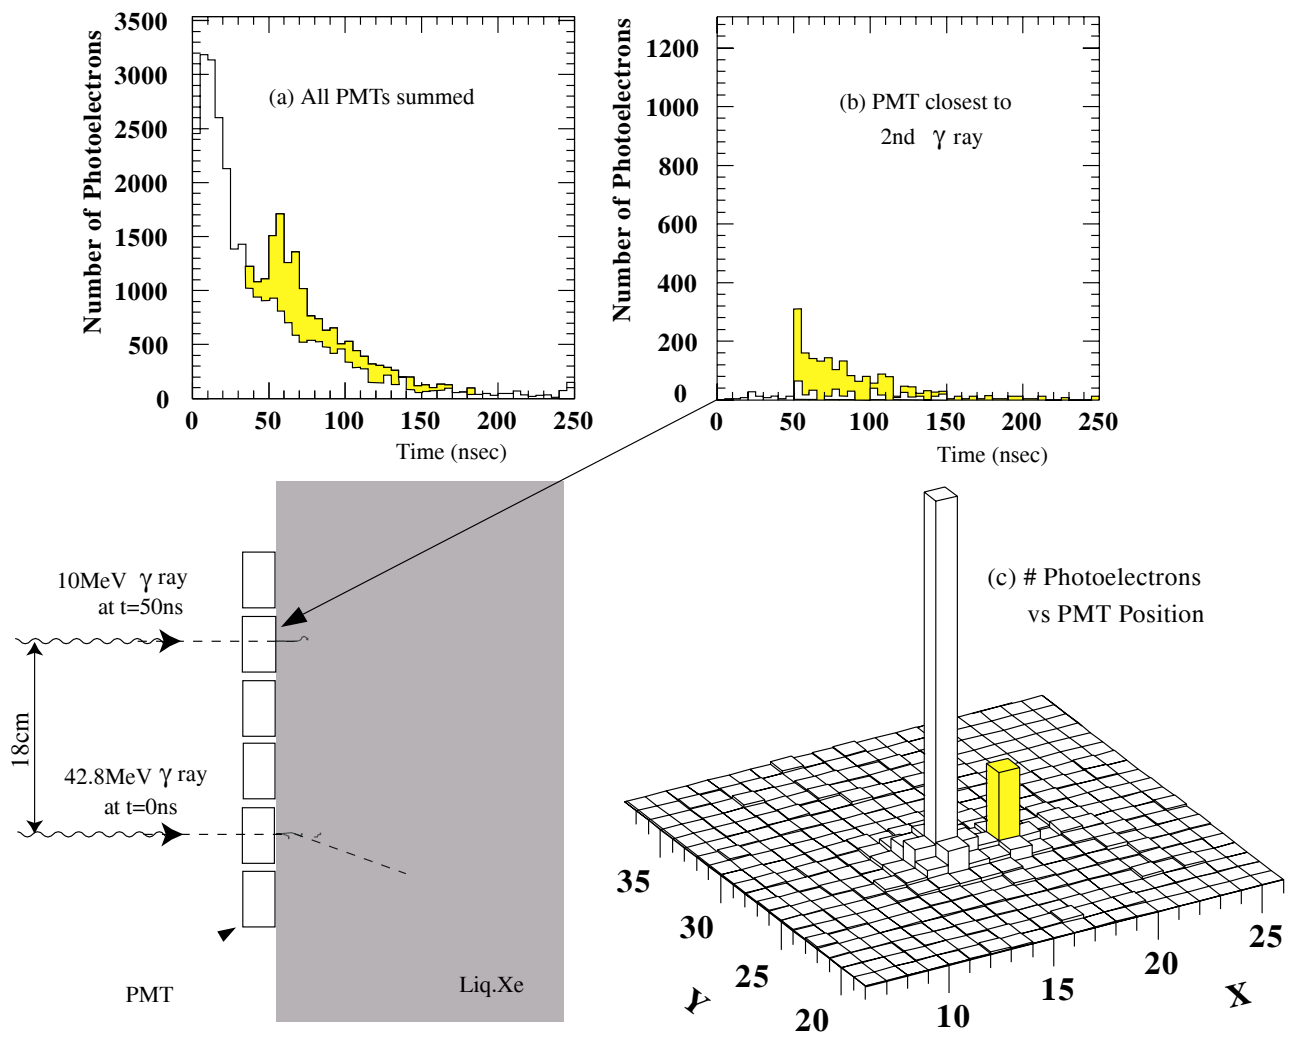 Number of Photoelectrons
3500
3000
2500
2000
1500
1000
500
0
(a) All PMTs summed
0 50 100 150 200 250
Time (nsec)
Number of Photoelectrons
1200
1000
800
600
400
200
0
(b) PMT closest to
2nd γ ray
0 50 100 150 200 250
Time (nsec)
10MeV γ ray
at t=50ns
18cm
42.8MeV γ ray
at t=0ns
PMT
Liq.Xe
(c) # Photoelectrons
vs PMT Position
35
30
25
20
Y
10
15
20
25
X